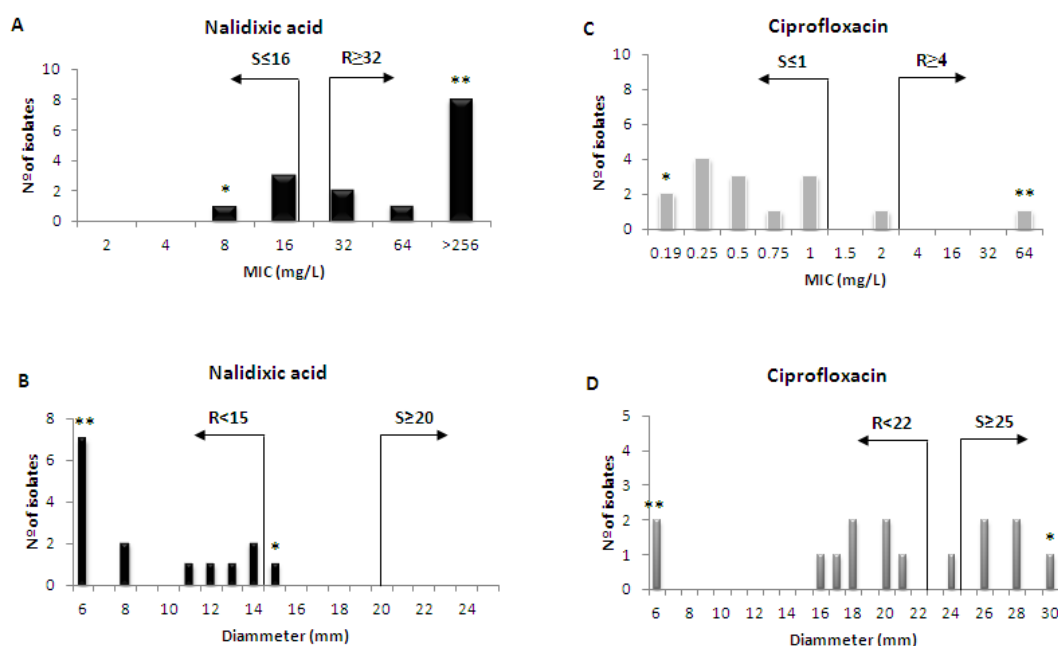 A
Nalidixic acid
S≤16
R≥32
Nº of isolates
10
8
6
4
2
0
*
**
2 4 8 16 32 64 >256
MIC (mg/L)
C
Ciprofloxacin
S≤1
R≥4
Nº of isolates
10
8
6
4
2
0
*
**
0.19 0.25 0.5 0.75 1 1.5 2 4 16 32 64
MIC (mg/L)
B
Nalidixic acid
R<15
S≥20
Nº of isolates
8
6
4
2
0
**
*
6 8 10 12 14 16 18 20 22 24
Diammeter (mm)
D
Ciprofloxacin
R<22
S≥25
Nº of isolates
5
4
3
2
1
0
**
*
6 8 10 12 14 16 18 20 22 24 26 28 30
Diammeter (mm)